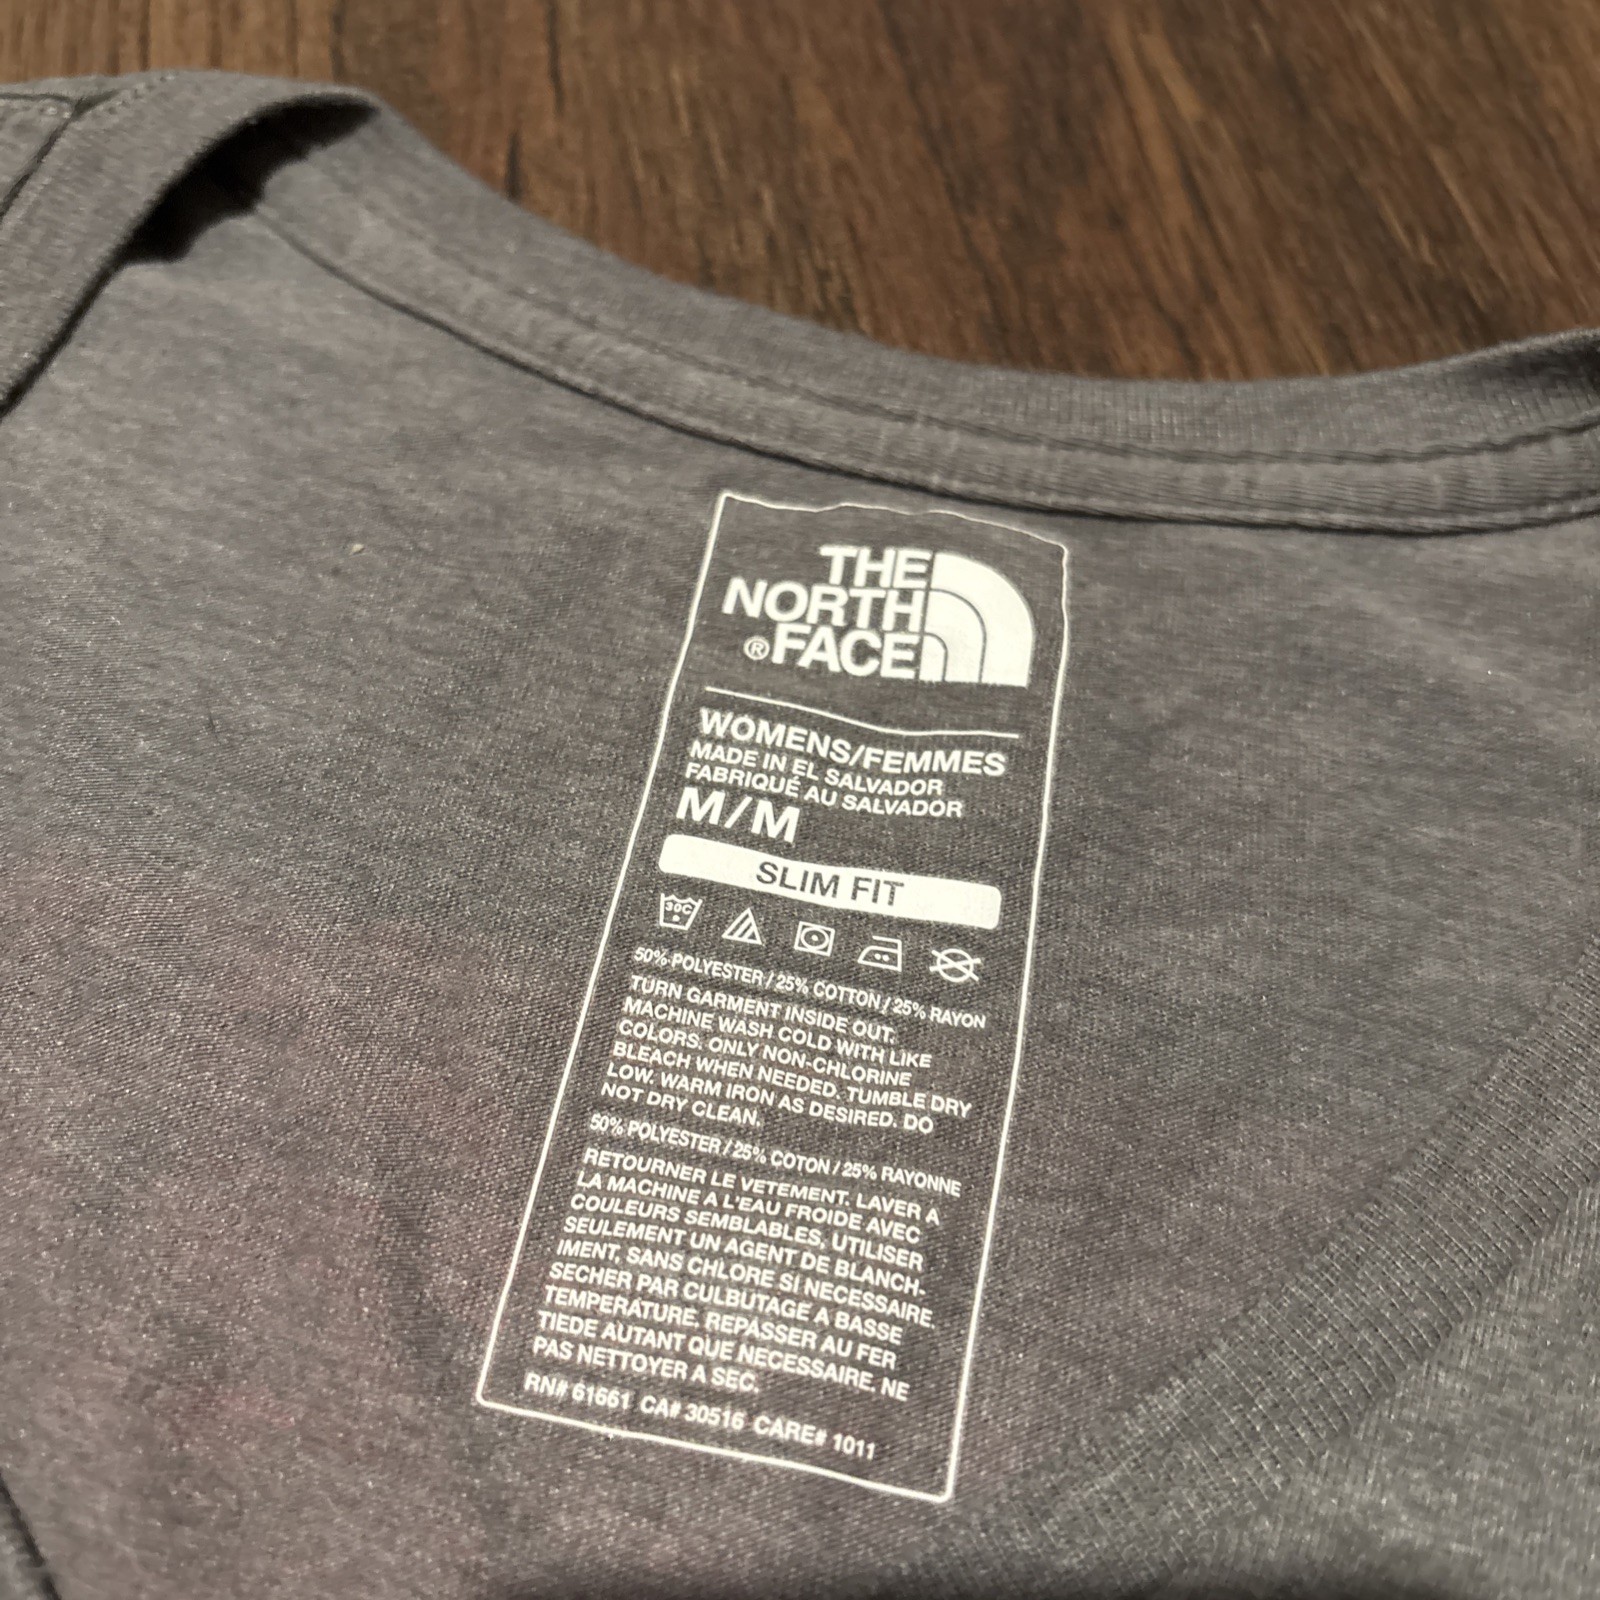 THE
NORTH
®FACE
WOMENS/FEMMES
MADE IN EL SALVADOR
FABRIQUÉ AU SALVADOR
M/M
SLIM FIT
30C
50% POLYESTER / 25% COTTON / 25% RAYON
TURN GARMENT INSIDE OUT.
MACHINE WASH COLD WITH LIKE
COLORS. ONLY NON-CHLORINE
BLEACH WHEN NEEDED. TUMBLE DRY
LOW. WARM IRON AS DESIRED. DO
NOT DRY CLEAN.
50% POLYESTER / 25% COTON / 25% RAYONNE
RETOURNER LE VETEMENT. LAVER A
LA MACHINE A L'EAU FROIDE AVEC
COULEURS SEMBLABLES. UTILISER
SEULEMENT UN AGENT DE BLANCH-
IMENT, SANS CHLORE SI NECESSAIRE.
SECHER PAR CULBUTAGE A BASSE
TEMPERATURE. REPASSER AU FER
TIEDE AUTANT QUE NECESSAIRE. NE
PAS NETTOYER A SEC.
RN# 61661 CA# 30516 CARE# 1011